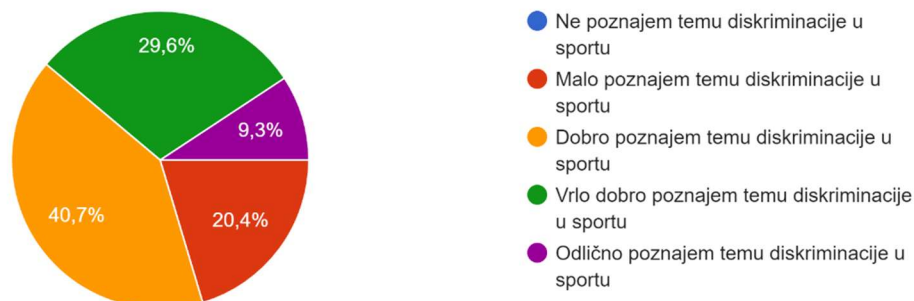 29,6%
9,3%
40,7%
20,4%
Ne poznajem temu diskriminacije u
sportu
Malo poznajem temu diskriminacije u
sportu
Dobro poznajem temu diskriminacije u
sportu
Vrlo dobro poznajem temu diskriminacije
u sportu
Odlično poznajem temu diskriminacije u
sportu